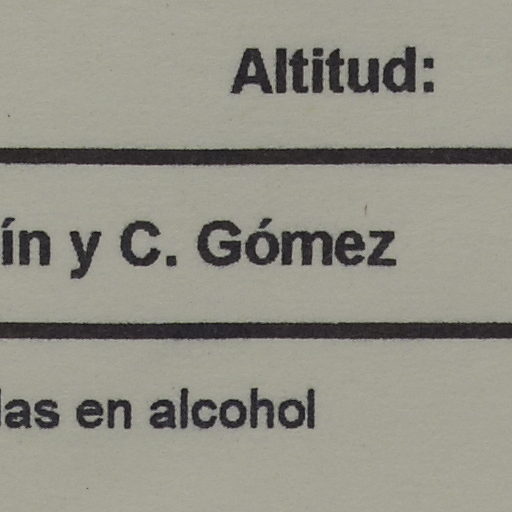 Altitud:
ín y C. Gómez
las en alcohol